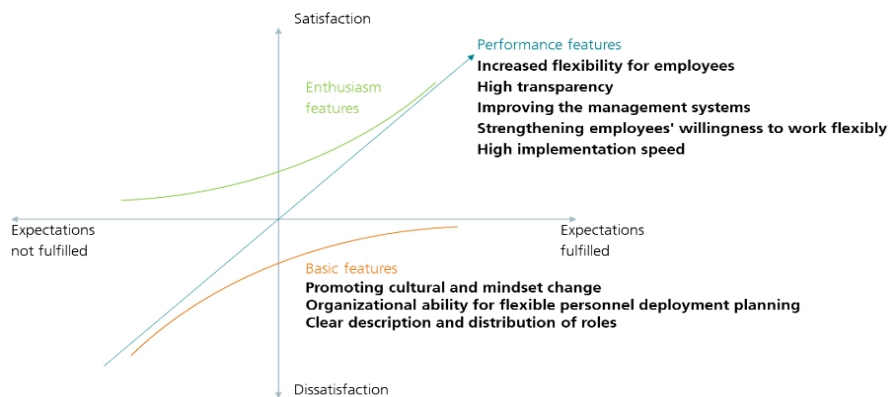 Satisfaction
Performance features
Increased flexibility for employees
High transparency
Improving the management systems
Strengthening employees' willingness to work flexibly
High implementation speed
Enthusiasm
features
Expectations
not fulfilled
Expectations
fulfilled
Basic features
Promoting cultural and mindset change
Organizational ability for flexible personnel deployment planning
Clear description and distribution of roles
Dissatisfaction